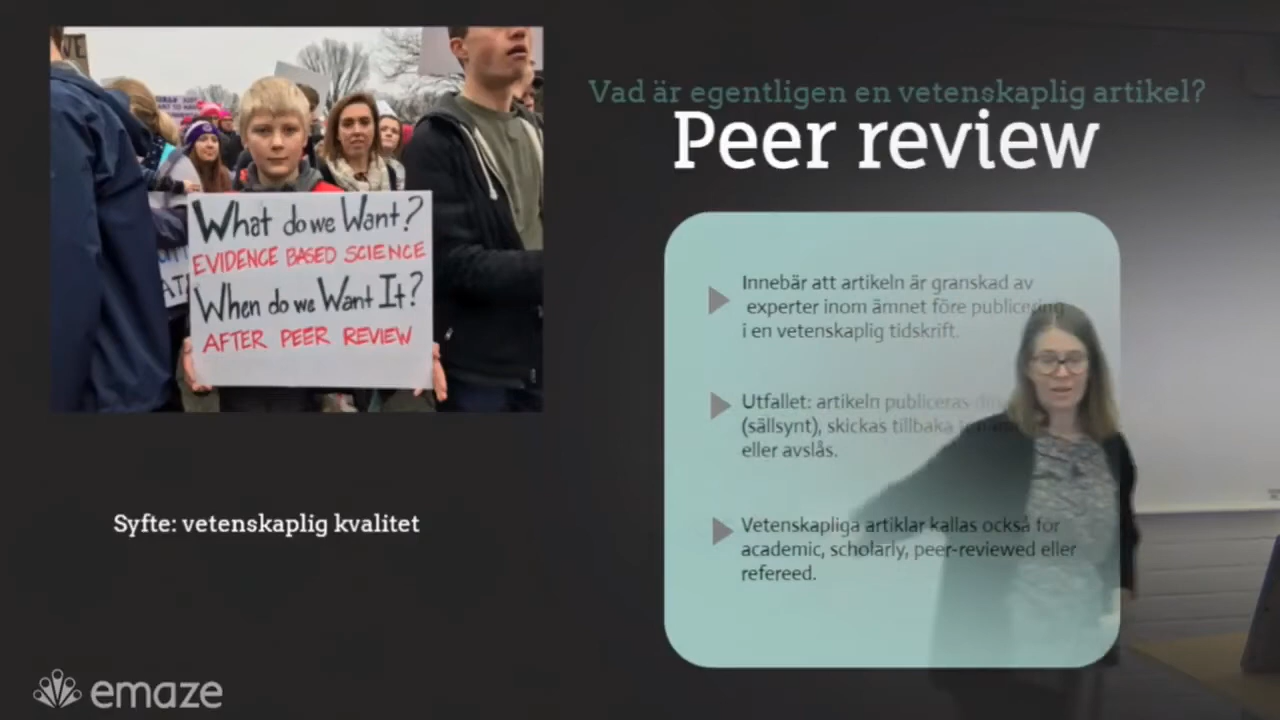 What do we Want?
EVIDENCE BASED SCIENCE
When do we Want It?
AFTER PEER REVIEW
Syfte: vetenskaplig kvalitet
emaze
Vad är egentligen en vetenskaplig artikel?
Peer review
Innebär att artikeln är granskad av
experter inom ämnet före publicering
i en vetenskaplig tidskrift.
Utfallet: artikeln publiceras
(sällsynt), skickas tillbaka
eller avslås.
Vetenskapliga artiklar kallas också för
academic, scholarly, peer-reviewed eller
refereed.